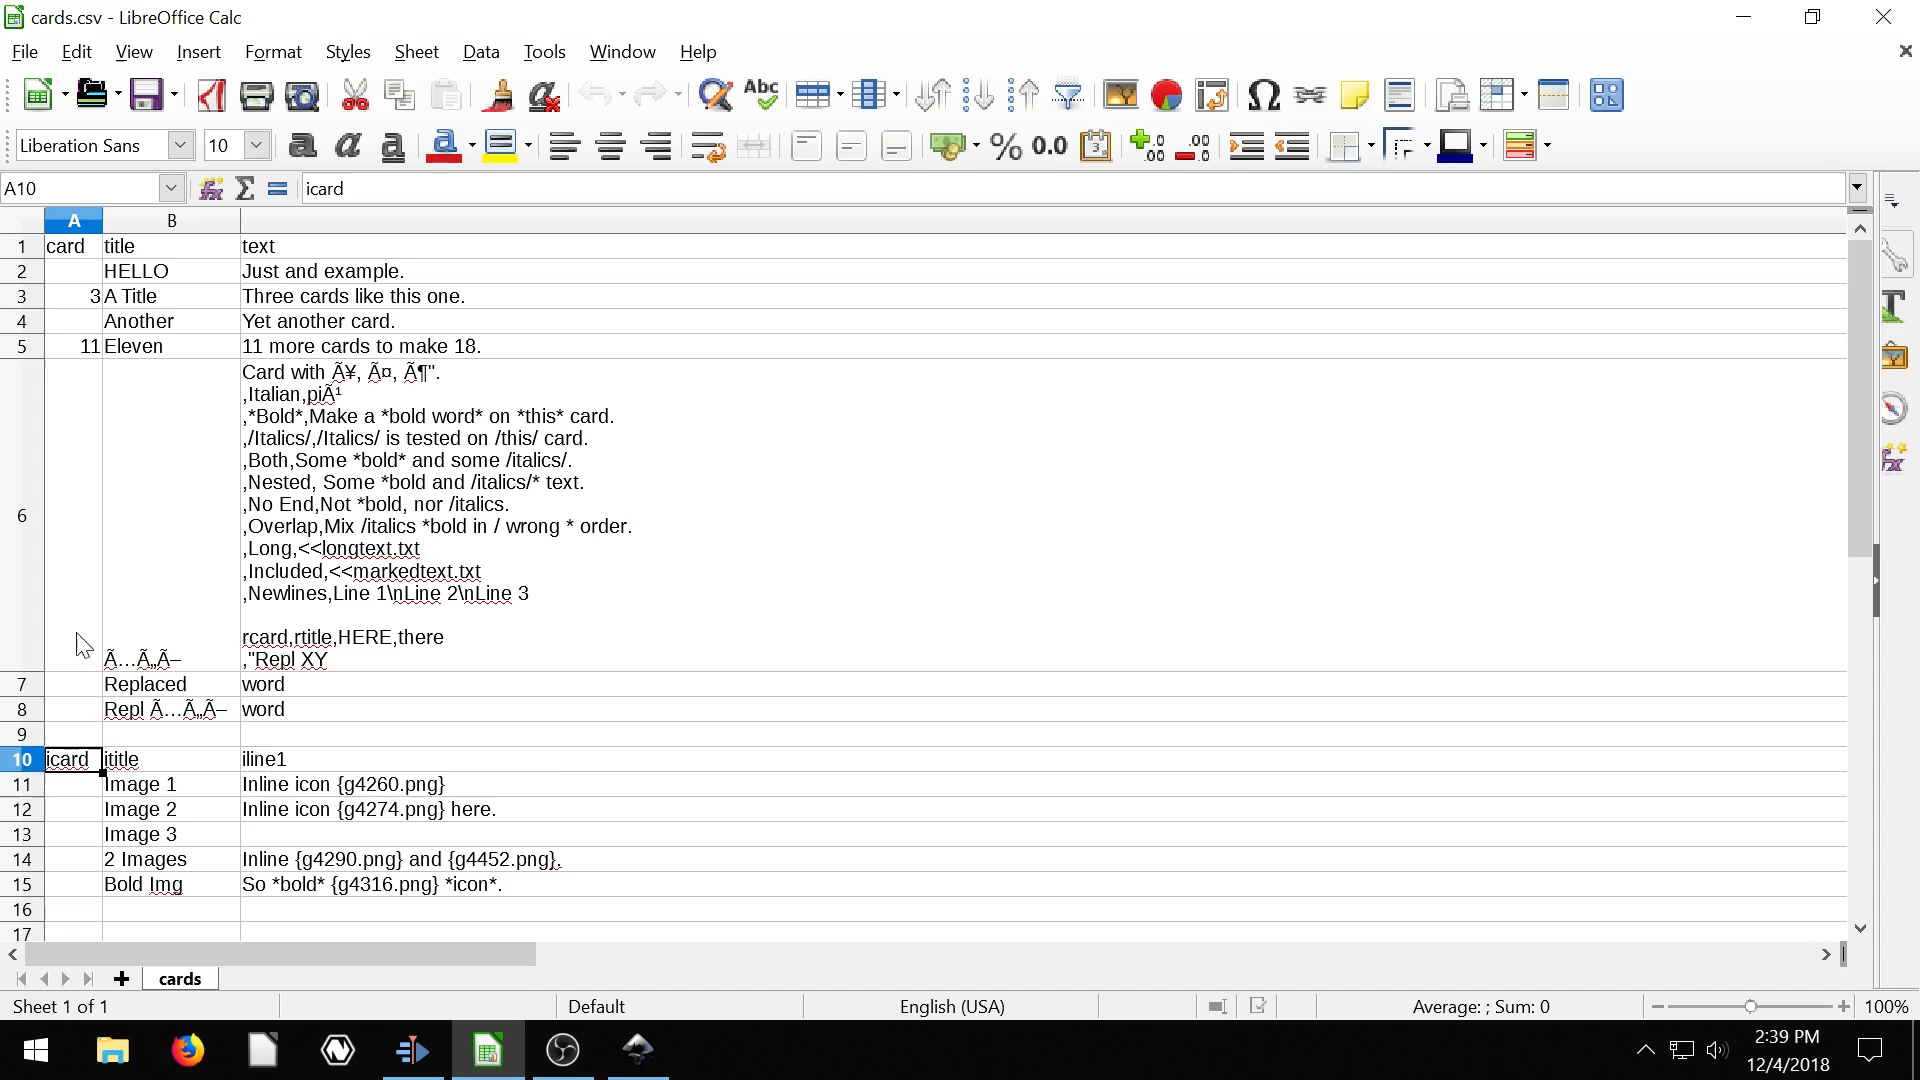 cards.csv - LibreOffice Calc
File Edit View Insert Format Styles Sheet Data Tools Window Help
Abc
Liberation Sans 10 a a a a % 0.0
A10 icard
A B
1 card title text
2 HELLO Just and example.
3 3 A Title Three cards like this one.
4 Another Yet another card.
5 11 Eleven 11 more cards to make 18.
Card with Ã¥, Ã¤, Ã¶".
,Italian,piÃ¹
,*Bold*,Make a *bold word* on *this* card.
,/Italics/,/Italics/ is tested on /this/ card.
,Both,Some *bold* and some /italics/.
,Nested, Some *bold and /italics/* text.
,No End,Not *bold, nor /italics.
6
,Overlap,Mix /italics *bold in / wrong * order.
,Long,<<longtext.txt
,Included,<<markedtext.txt
,Newlines,Line 1\nLine 2\nLine 3
rcard,rtitle,HERE,there
Ã…Ã„Ã– ,"Repl XY
7 Replaced word
8 Repl Ã…Ã„Ã– word
9
10 icard ititle iline1
11 Image 1 Inline icon {g4260.png}
12 Image 2 Inline icon {g4274.png} here.
13 Image 3
14 2 Images Inline {g4290.png} and {g4452.png}.
15 Bold Img So *bold* {g4316.png} *icon*.
16
17
cards
Sheet 1 of 1 Default English (USA) Average: ; Sum: 0 100%
2:39 PM
12/4/2018